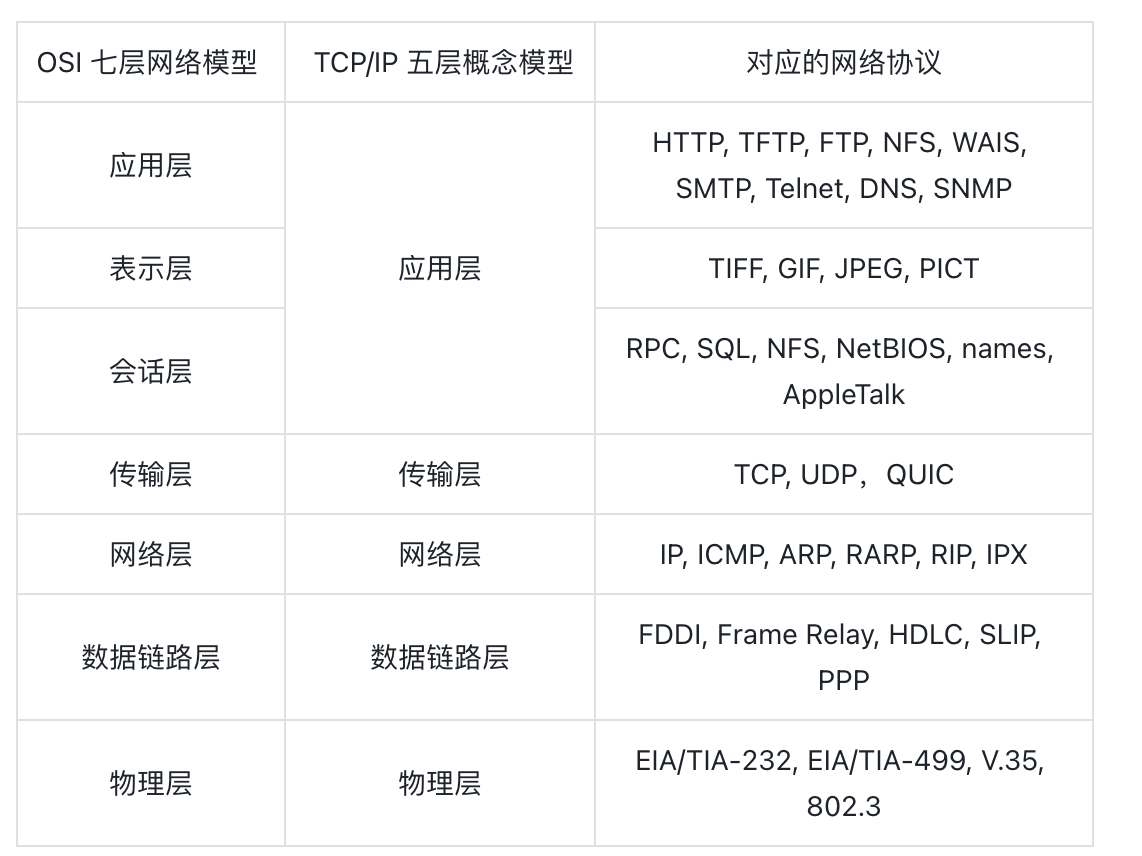 OSI 七层网络模型
TCP/IP 五层概念模型
对应的网络协议
应用层
应用层
HTTP, TFTP, FTP, NFS, WAIS,
SMTP, Telnet, DNS, SNMP
表示层
TIFF, GIF, JPEG, PICT
会话层
RPC, SQL, NFS, NetBIOS, names,
AppleTalk
传输层
传输层
TCP, UDP，QUIC
网络层
网络层
IP, ICMP, ARP, RARP, RIP, IPX
数据链路层
数据链路层
FDDI, Frame Relay, HDLC, SLIP,
PPP
物理层
物理层
EIA/TIA-232, EIA/TIA-499, V.35,
802.3